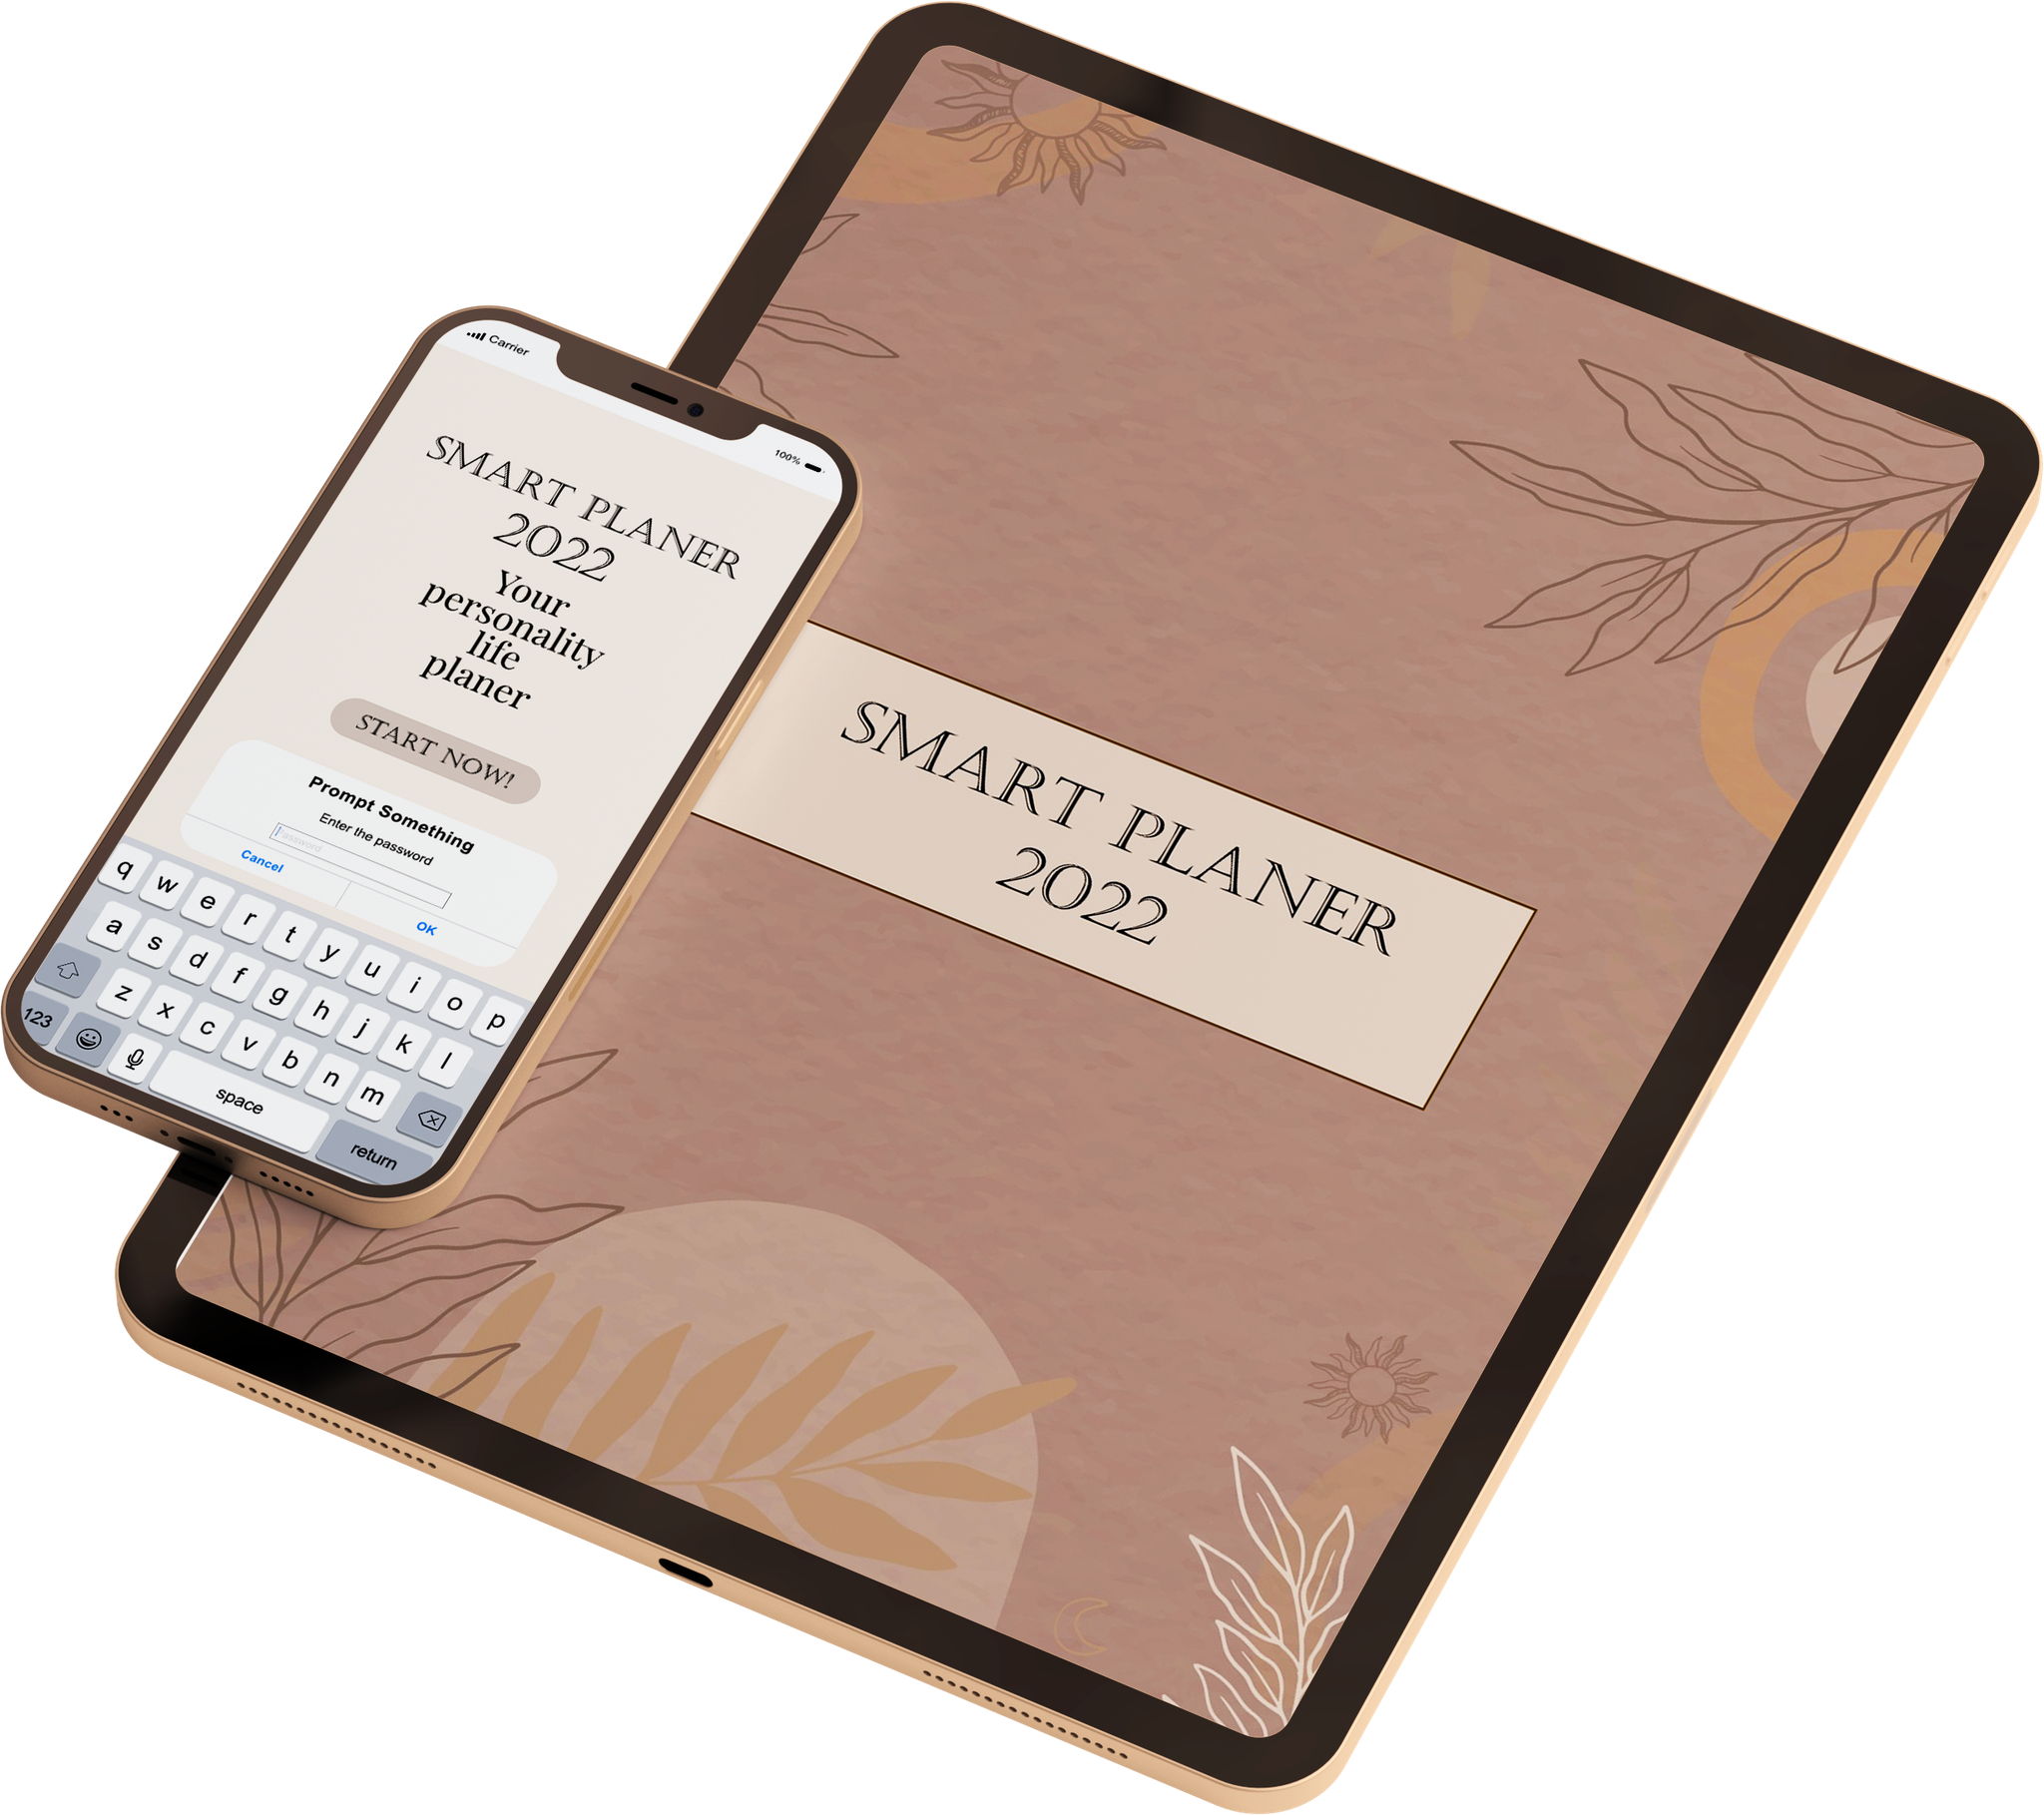 Carrier
100%
SMART PLANER
2022
Your
personality
life
planer
START NOW!
Prompt Something
Enter the password
Password
Cancel
OK
q w e r t y u i o p
a s d f g h j k l
z x c v b n m
123
space
return
SMART PLANER
2022